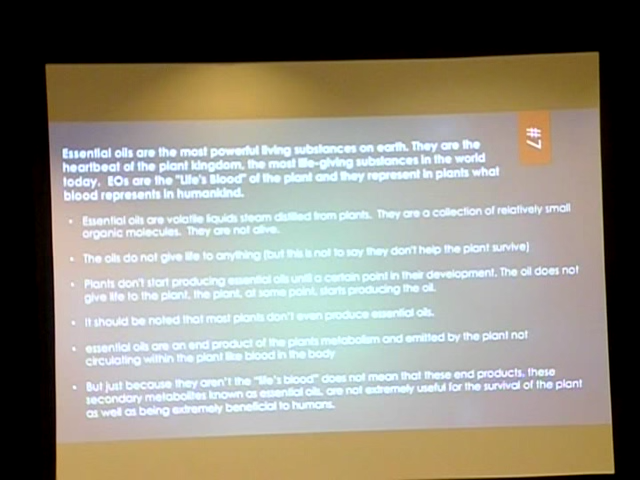 #7
Essential oils are the most powerful living substances on earth. They are the
heartbeat of the plant kingdom, the most life-giving substances in the world
today. EOs are the "Life's Blood" of the plant and they represent in plants what
blood represents in humankind.
• Essential oils are volatile liquids steam distilled from plants. They are a collection of relatively small
organic molecules. They are not alive.
• The oils do not give life to anything (but this is not to say they don't help the plant survive)
• Plants don't start producing essential oils until a certain point in their development. The oil does not
give life to the plant, the plant, at some point, starts producing the oil.
• It should be noted that most plants don't even produce essential oils.
• essential oils are an end product of the plants metabolism and emitted by the plant not
circulating within the plant like blood in the body
• But just because they aren't the "life's blood" does not mean that these end products, these
secondary metabolites known as essential oils, are not extremely useful for the survival of the plant
as well as being extremely beneficial to humans.